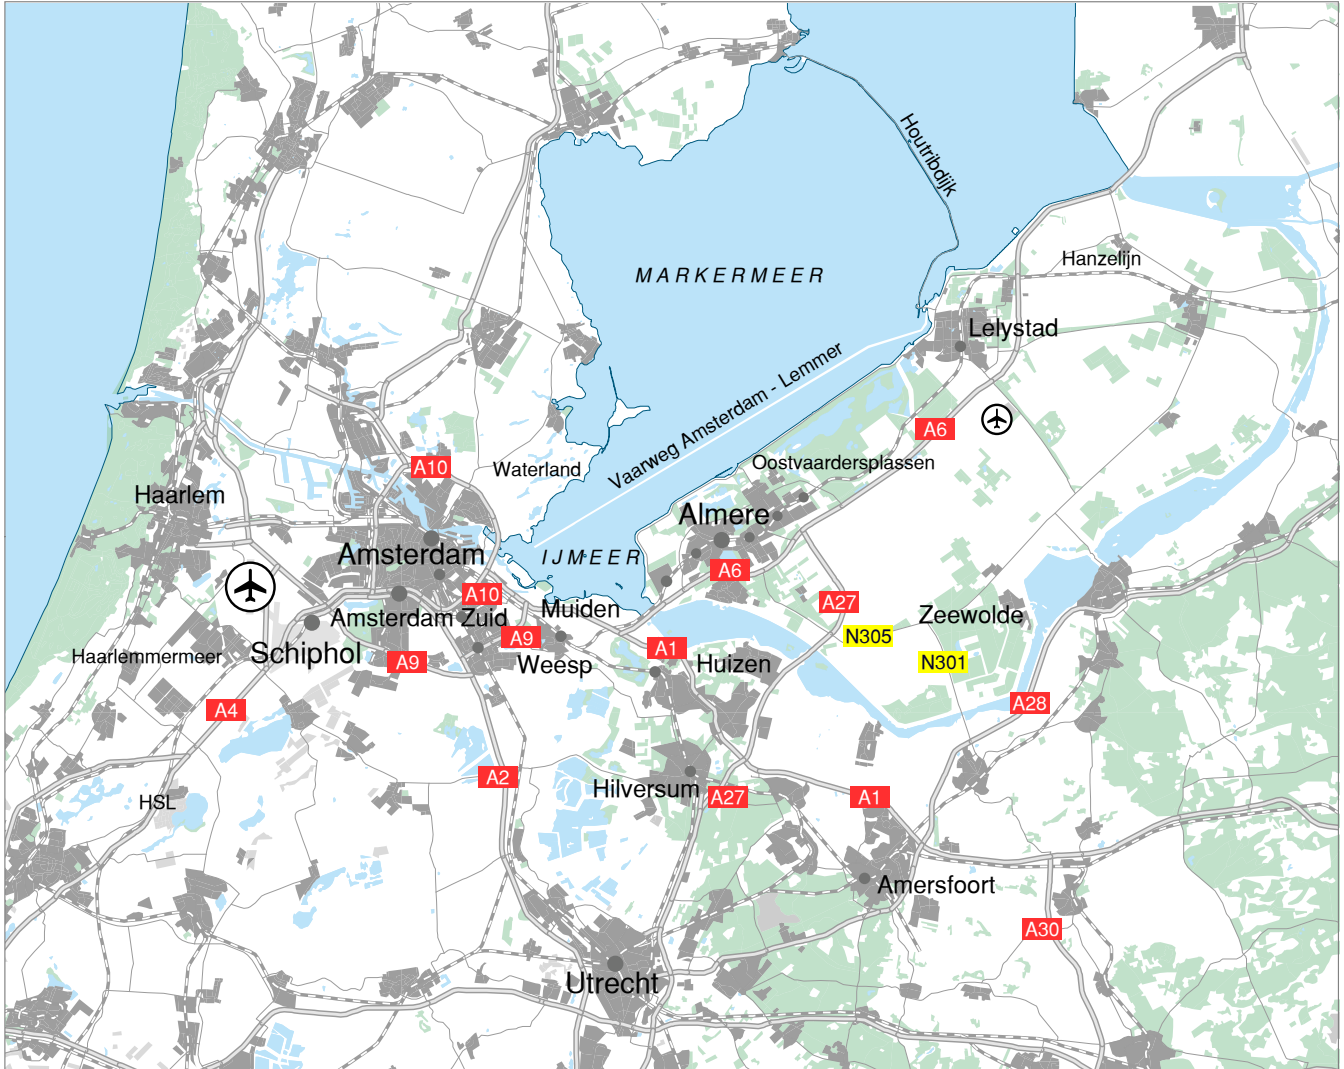 Houtribdijk
Hanzelijn
MARKERMEER
Lelystad
Vaarweg Amsterdam - Lemmer
A6
A10
Waterland
Oostvaardersplassen
Haarlem
Almere
Amsterdam
IJMEER
A6
A10
Muiden
A27
Zeewolde
Amsterdam Zuid
A9
N305
Schiphol
Haarlemmermeer
A9
Weesp
A1
Huizen
N301
A4
A28
A2
Hilversum
A27
A1
HSL
Amersfoort
A30
Utrecht